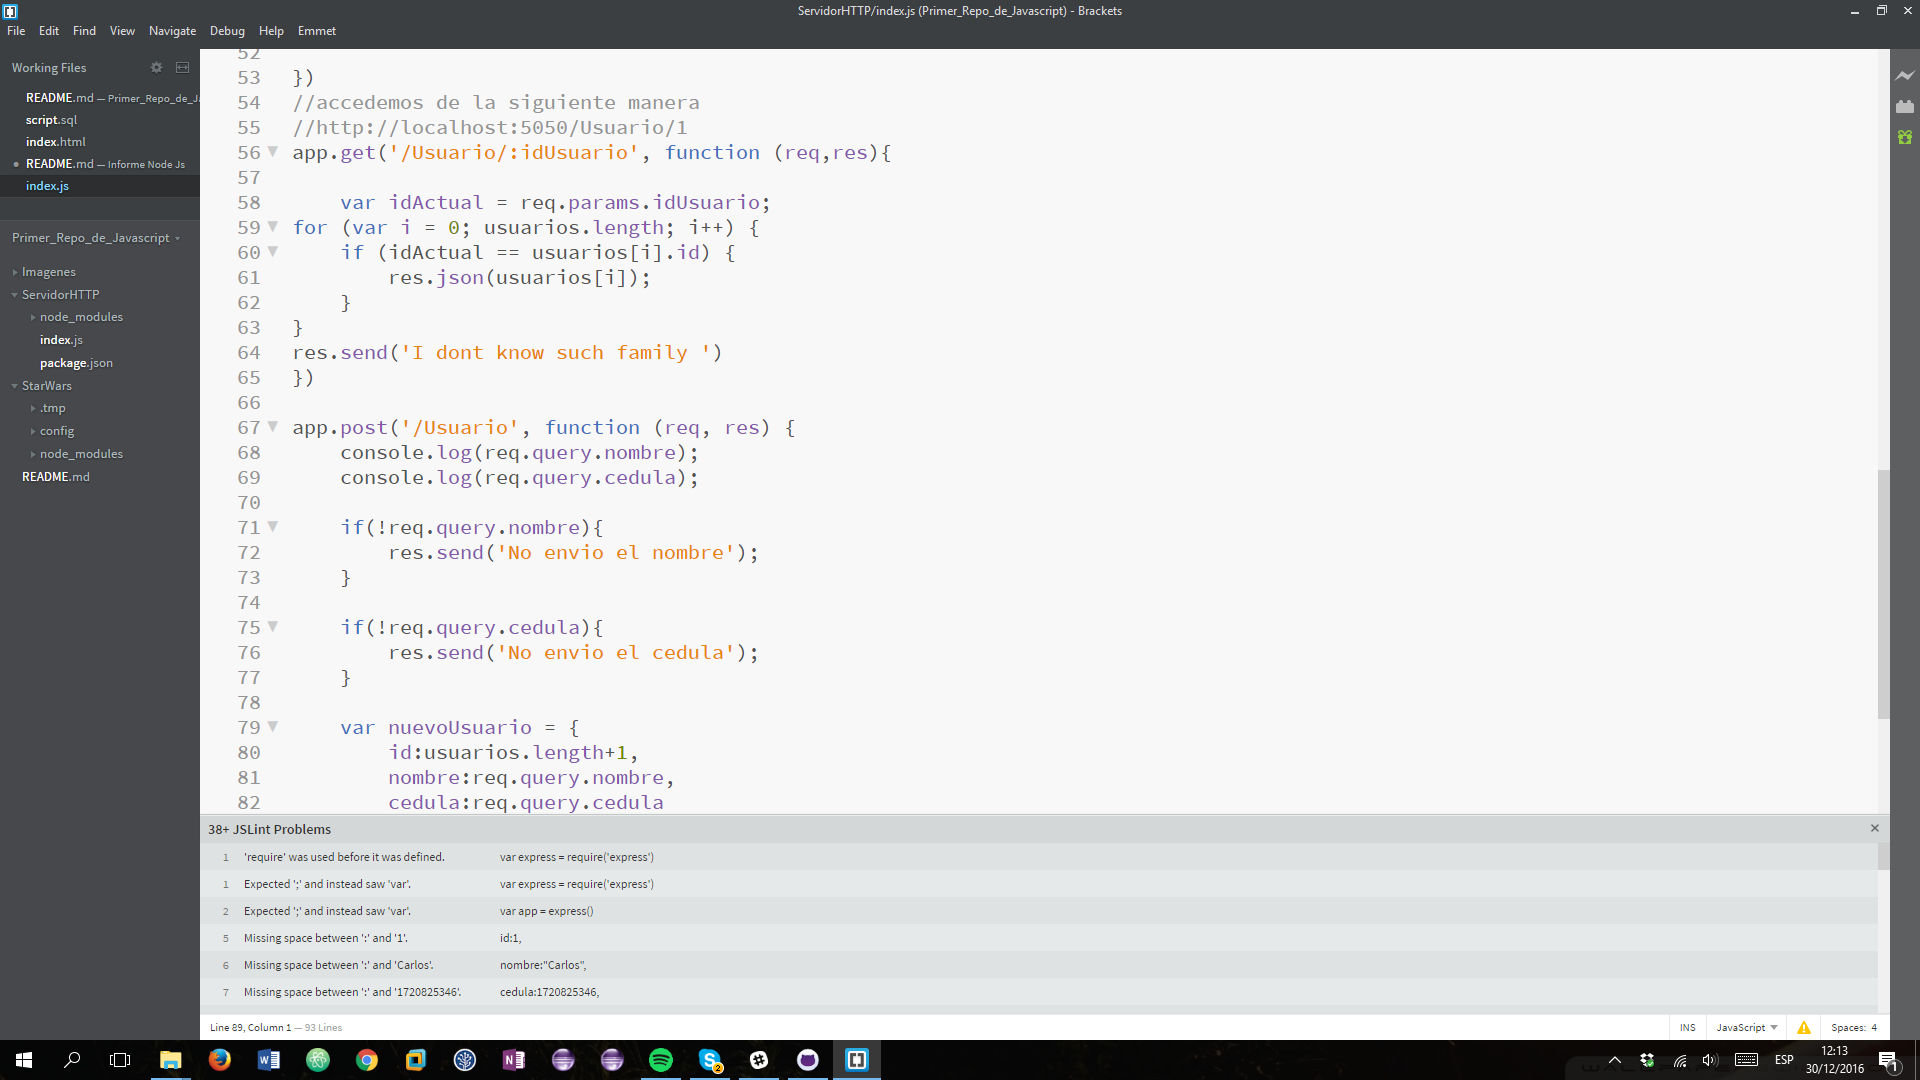 ServidorHTTP/index.js (Primer_Repo_de_Javascript) - Brackets
File Edit Find View Navigate Debug Help Emmet
Working Files
README.md — Primer_Repo_de_Ja
script.sql
index.html
README.md — Informe Node Js
index.js
Primer_Repo_de_Javascript
Imagenes
ServidorHTTP
node_modules
index.js
package.json
StarWars
.tmp
config
node_modules
README.md
52
53 })
54 //accedemos de la siguiente manera
55 //http://localhost:5050/Usuario/1
56 app.get('/Usuario/:idUsuario', function (req,res){
57
58     var idActual = req.params.idUsuario;
59 for (var i = 0; usuarios.length; i++) {
60     if (idActual == usuarios[i].id) {
61         res.json(usuarios[i]);
62     }
63 }
64 res.send('I dont know such family ')
65 })
66
67 app.post('/Usuario', function (req, res) {
68     console.log(req.query.nombre);
69     console.log(req.query.cedula);
70
71     if(!req.query.nombre){
72         res.send('No envio el nombre');
73     }
74
75     if(!req.query.cedula){
76         res.send('No envio el cedula');
77     }
78
79     var nuevoUsuario = {
80         id:usuarios.length+1,
81         nombre:req.query.nombre,
82         cedula:req.query.cedula
38+ JSLint Problems
1 'require' was used before it was defined. var express = require('express')
1 Expected ';' and instead saw 'var'. var express = require('express')
2 Expected ';' and instead saw 'var'. var app = express()
5 Missing space between ':' and '1'. id:1,
6 Missing space between ':' and 'Carlos'. nombre:"Carlos",
7 Missing space between ':' and '1720825346'. cedula:1720825346,
Line 89, Column 1 — 93 Lines
INS JavaScript Spaces: 4
ESP
12:13
30/12/2016
2
1